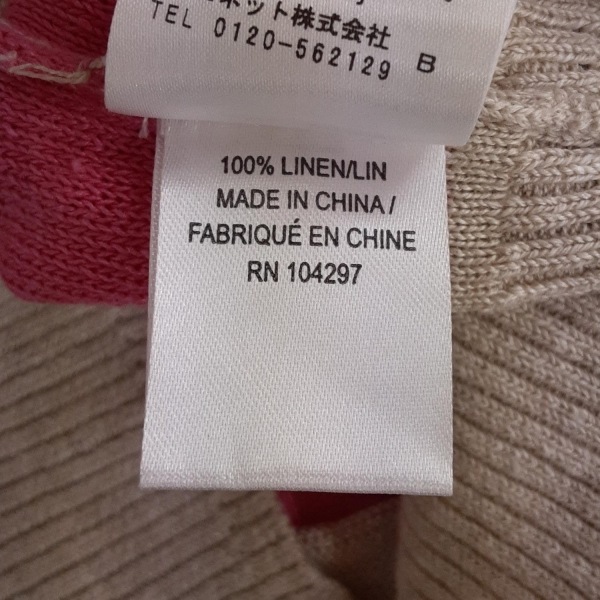 ネット株式会社
TEL 0120-562129 B
100% LINEN/LIN
MADE IN CHINA /
FABRIQUÉ EN CHINE
RN 104297